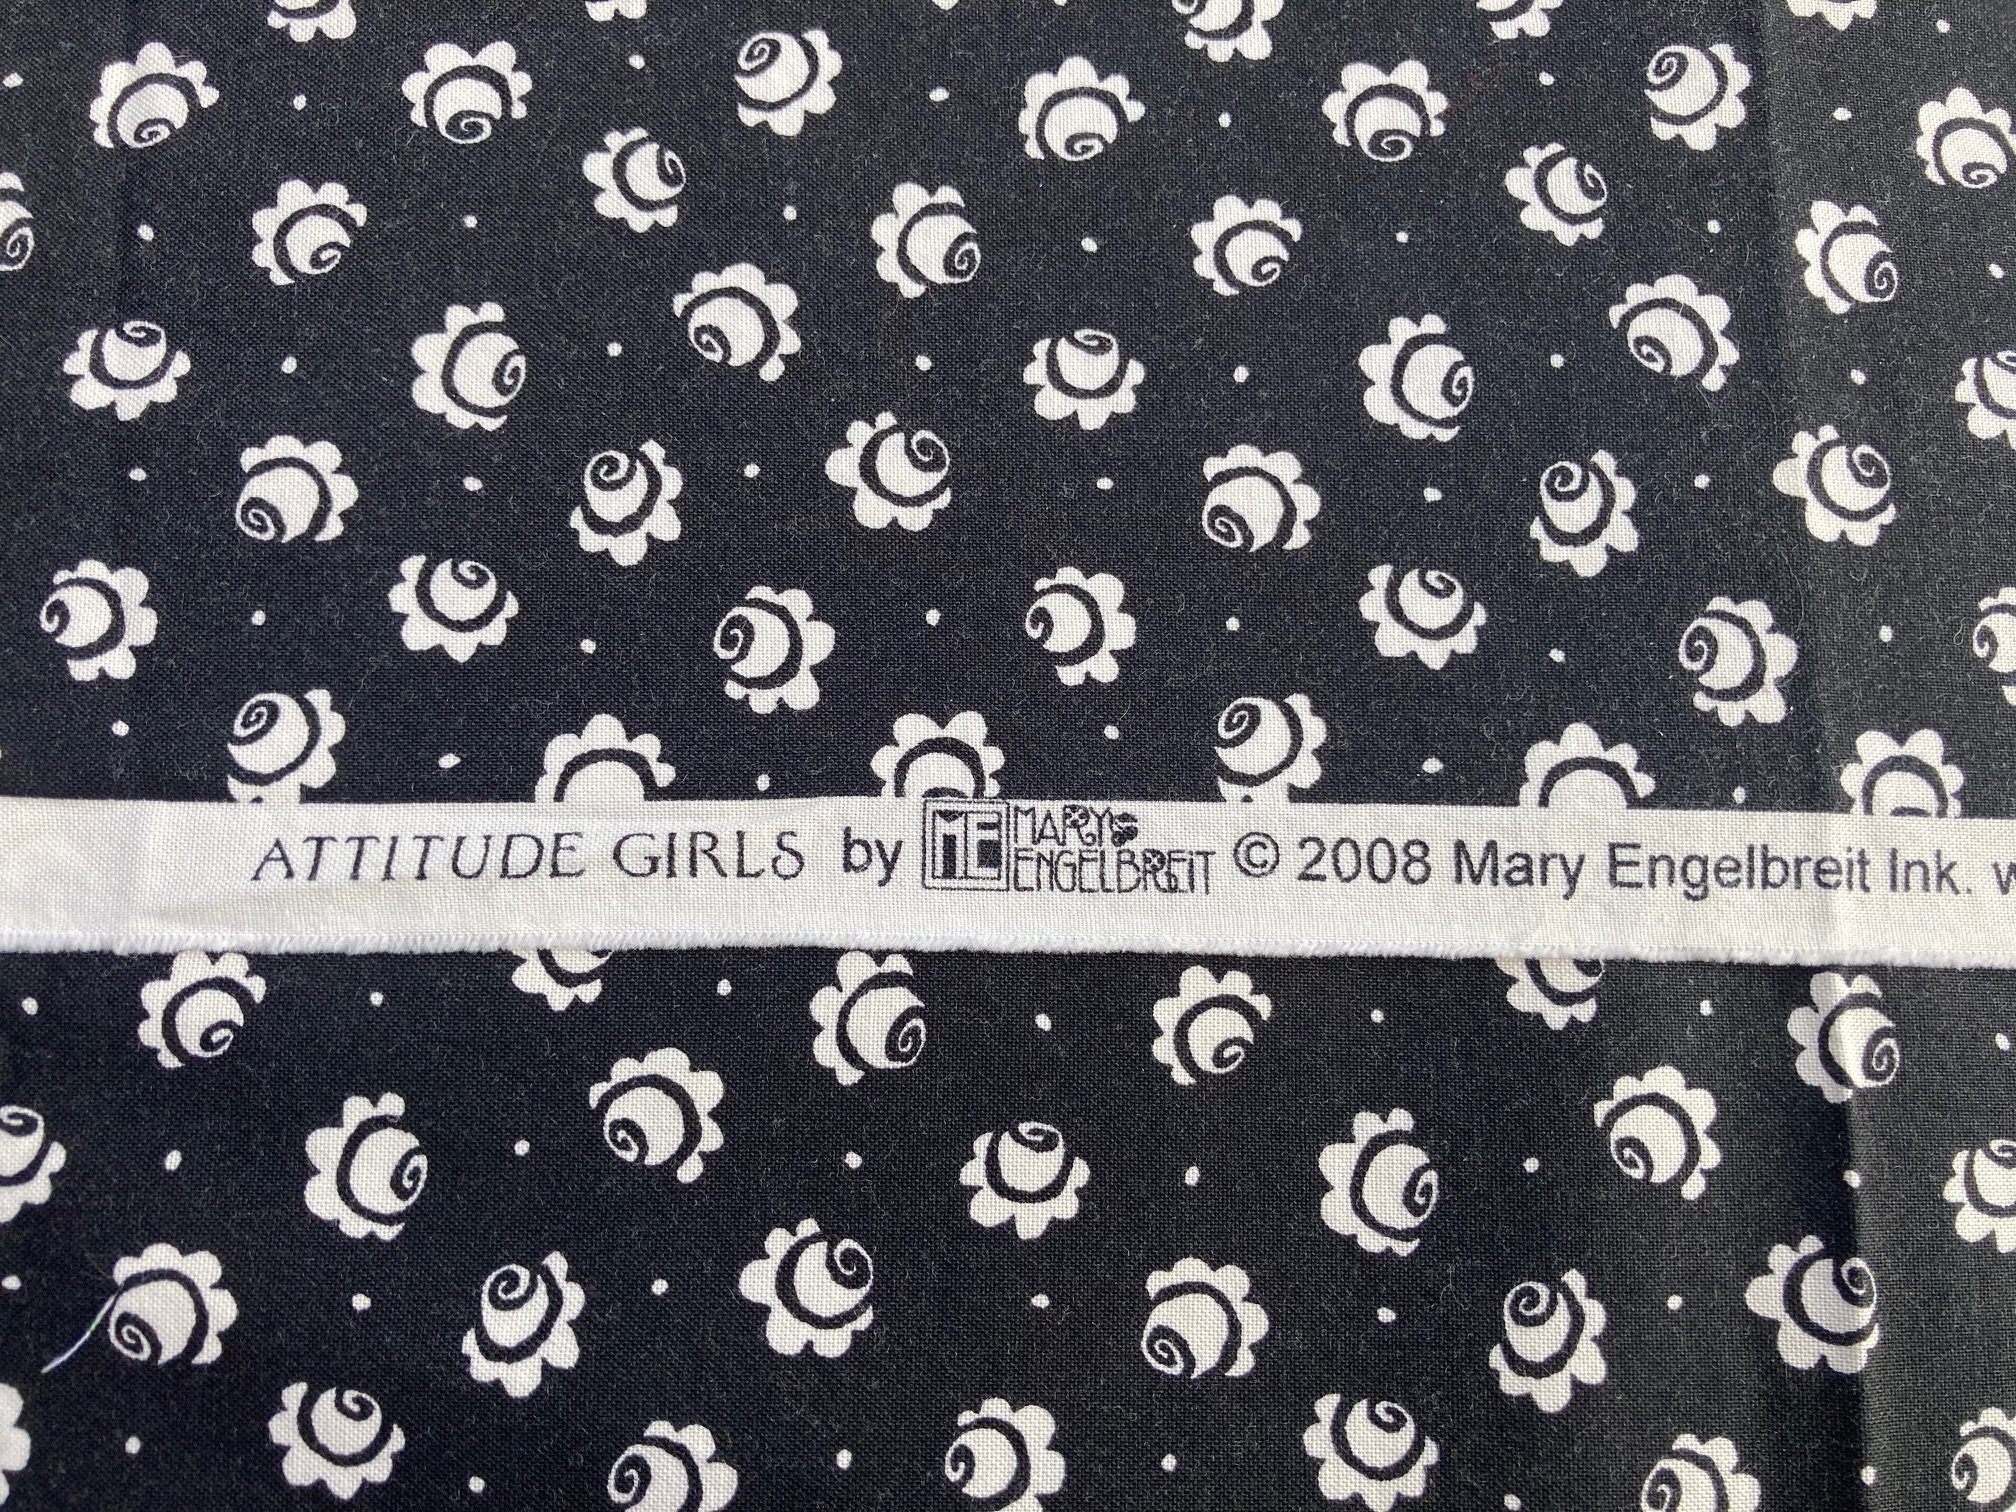 ATTITUDE GIRLS by ME MARY ENGELBREIT © 2008 Mary Engelbreit Ink. w